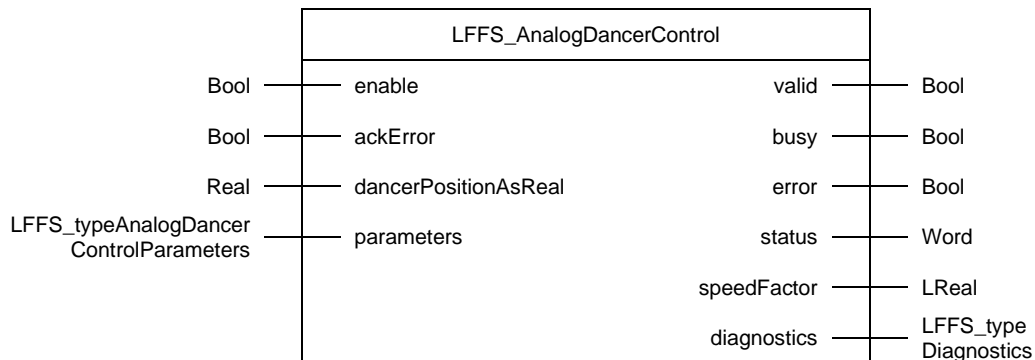 LFFS_AnalogDancerControl
Bool enable valid Bool
Bool ackError busy Bool
Real dancerPositionAsReal error Bool
LFFS_typeAnalogDancer
ControlParameters parameters status Word
speedFactor LReal
diagnostics LFFS_type
Diagnostics